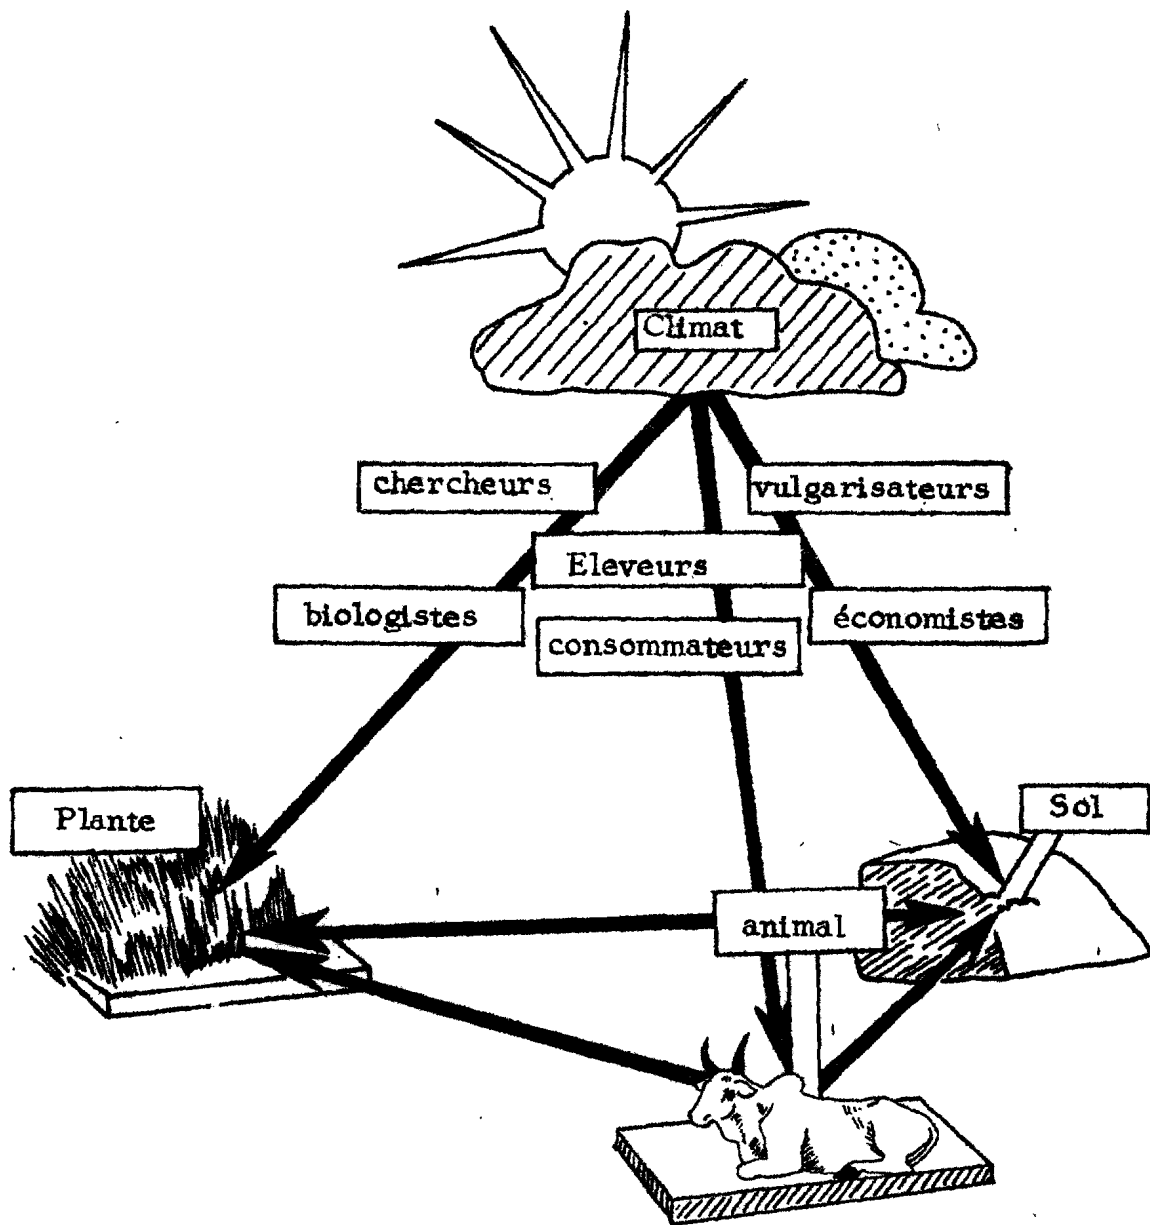 Climat
chercheurs
vulgarisateurs
Eleveurs
biologistes
économistes
consommateurs
Plante
Sol
animal